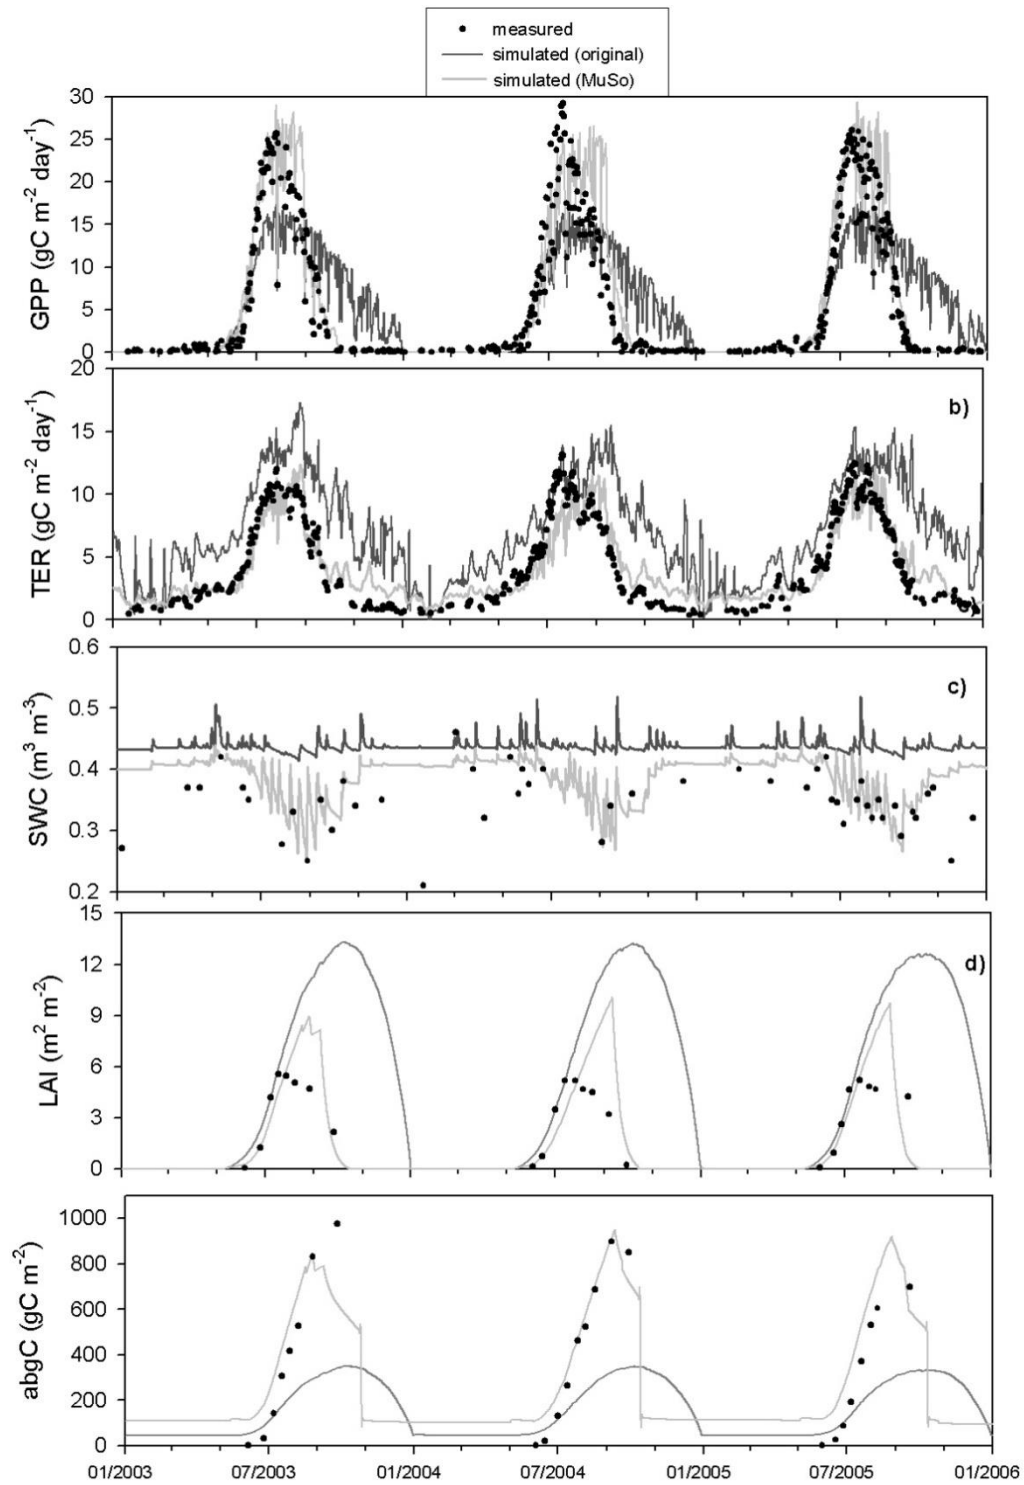 measured
simulated (original)
simulated (MuSo)
GPP (gC m-2 day-1)
30
25
20
15
10
5
0
TER (gC m-2 day-1)
20
15
10
5
0
b)
SWC (m3 m-3)
0.6
0.5
0.4
0.3
0.2
c)
LAI (m2 m-2)
15
12
9
6
3
0
d)
abgC (gC m-2)
1000
800
600
400
200
0
01/2003 07/2003 01/2004 07/2004 01/2005 07/2005 01/2006